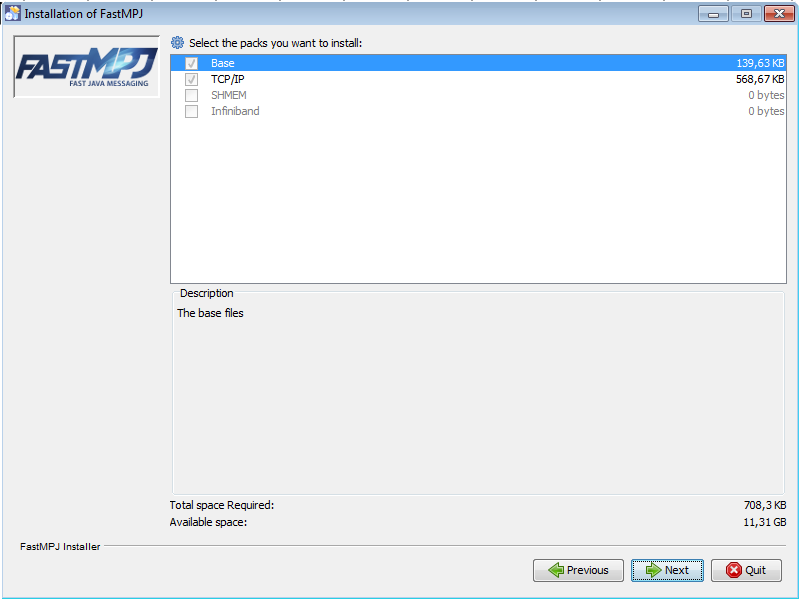 Installation of FastMPJ
FASTMPJ
FAST JAVA MESSAGING
Select the packs you want to install:
Base 139,63 KB
TCP/IP 568,67 KB
SHMEM 0 bytes
Infiniband 0 bytes
Description
The base files
Total space Required: 708,3 KB
Available space: 11,31 GB
FastMPJ Installer
Previous Next Quit